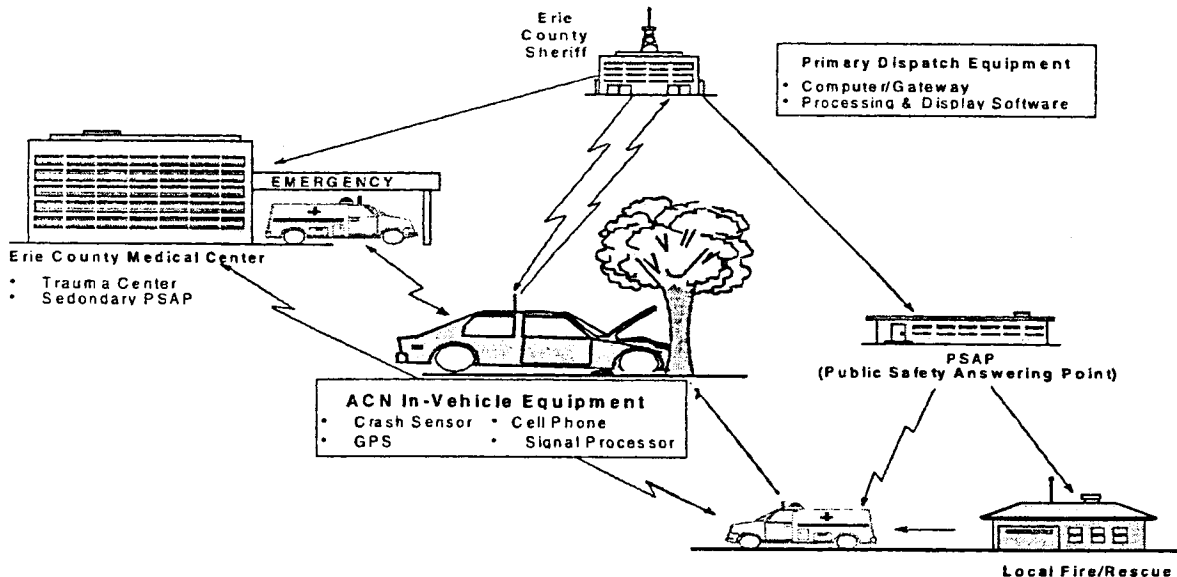 Erie
County
Sheriff
Primary Dispatch Equipment
• Computer/Gateway
• Processing & Display Software
EMERGENCY
Erie County Medical Center
• Trauma Center
• Sedondary PSAP
PSAP
(Public Safety Answering Point)
ACN In-Vehicle Equipment
• Crash Sensor • Cell Phone
• GPS • Signal Processor
Local Fire/Rescue